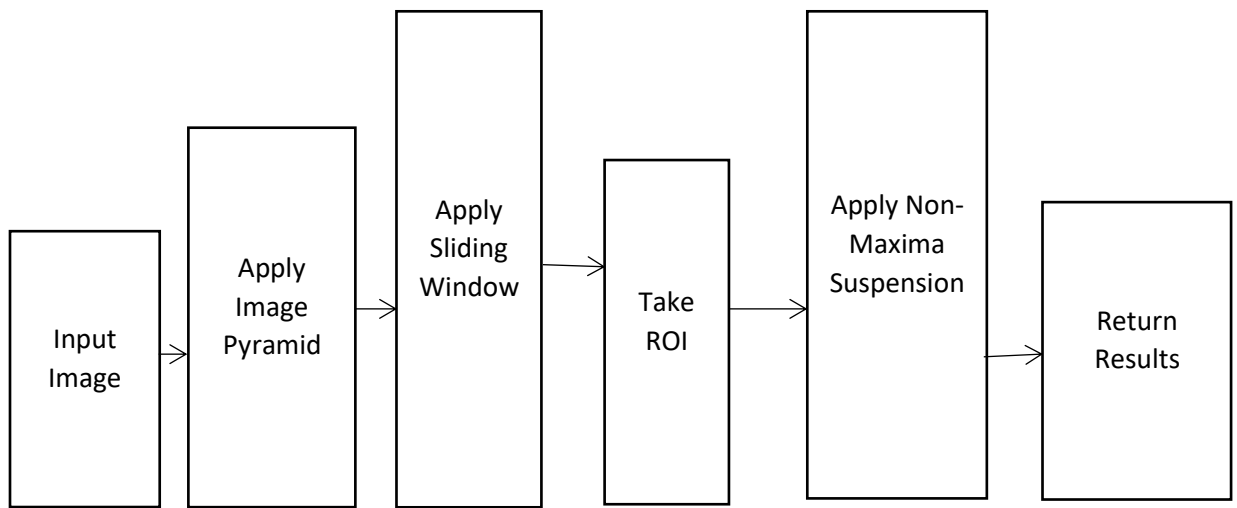 Input
Image
Apply
Image
Pyramid
Apply
Sliding
Window
Take
ROI
Apply Non-
Maxima
Suspension
Return
Results